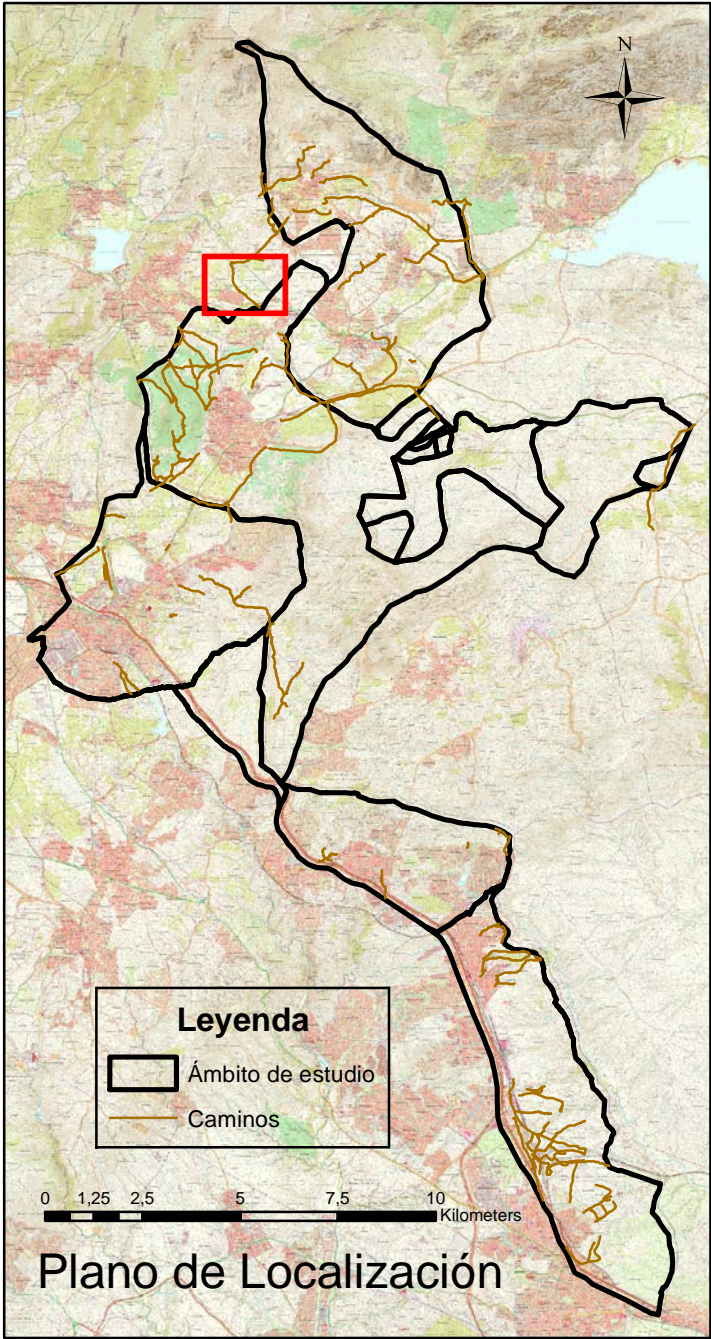 N
Leyenda
Ámbito de estudio
Caminos
0 1,25 2,5 5 7,5 10
Kilometers
Plano de Localización